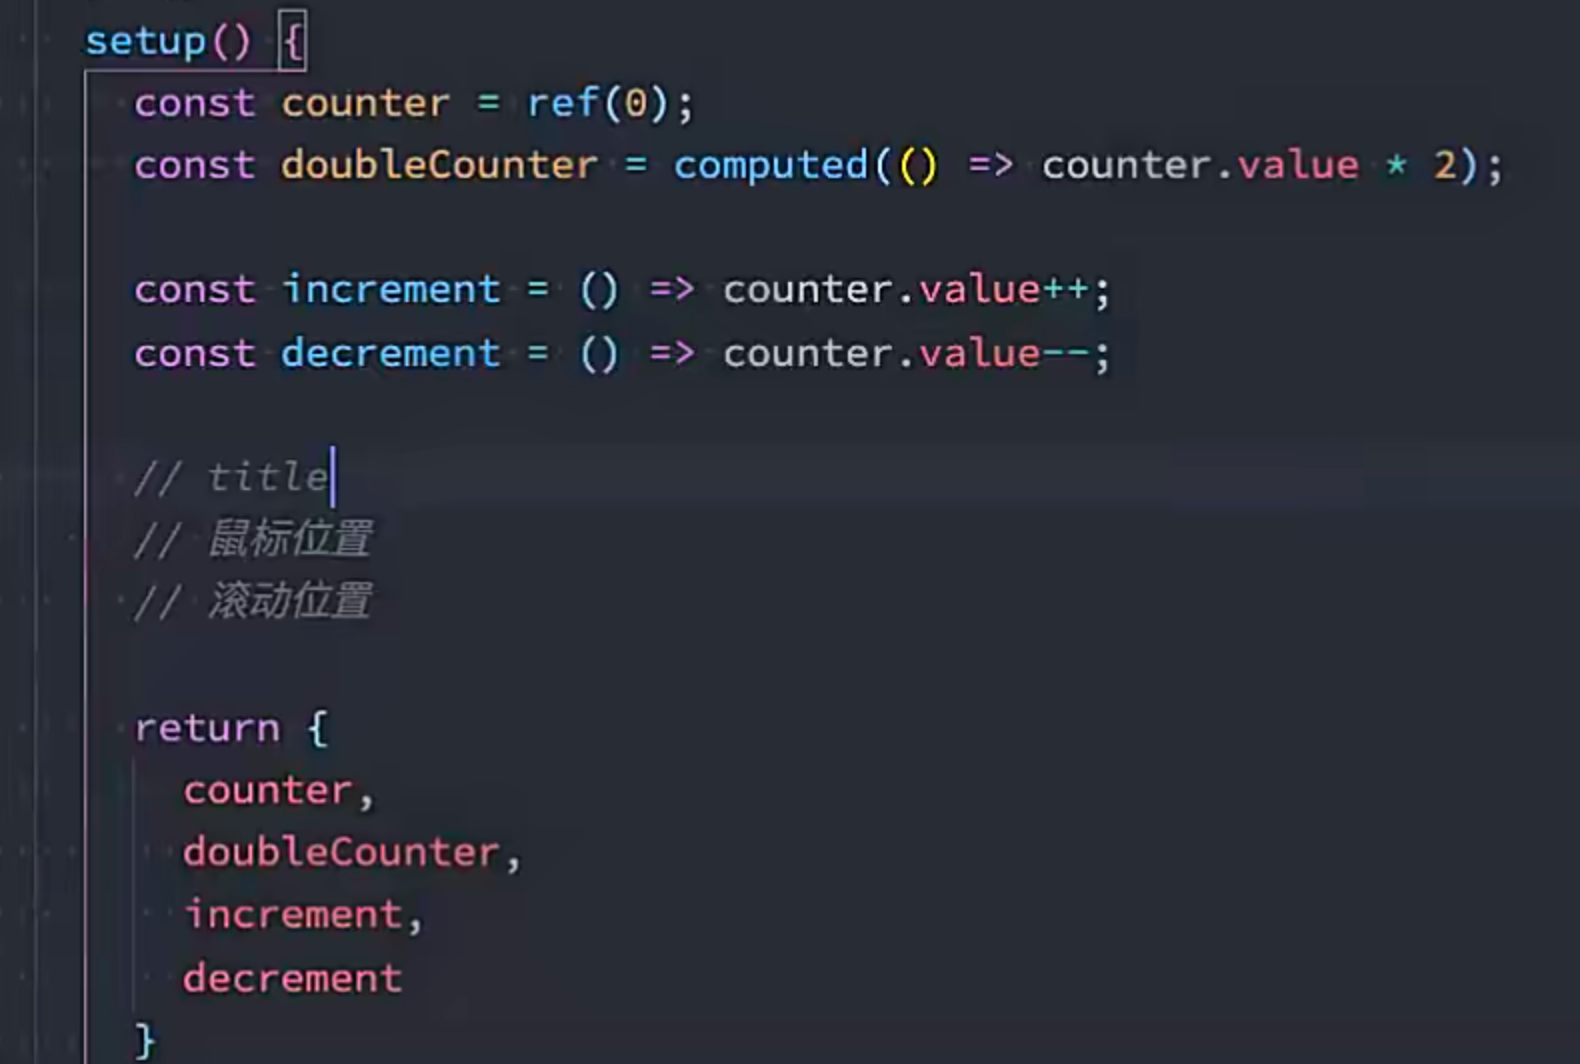 setup() {
const counter = ref(0);
const doubleCounter = computed(() => counter.value * 2);
const increment = () => counter.value++;
const decrement = () => counter.value--;
// title
// 鼠标位置
// 滚动位置
return {
counter,
doubleCounter,
increment,
decrement
}